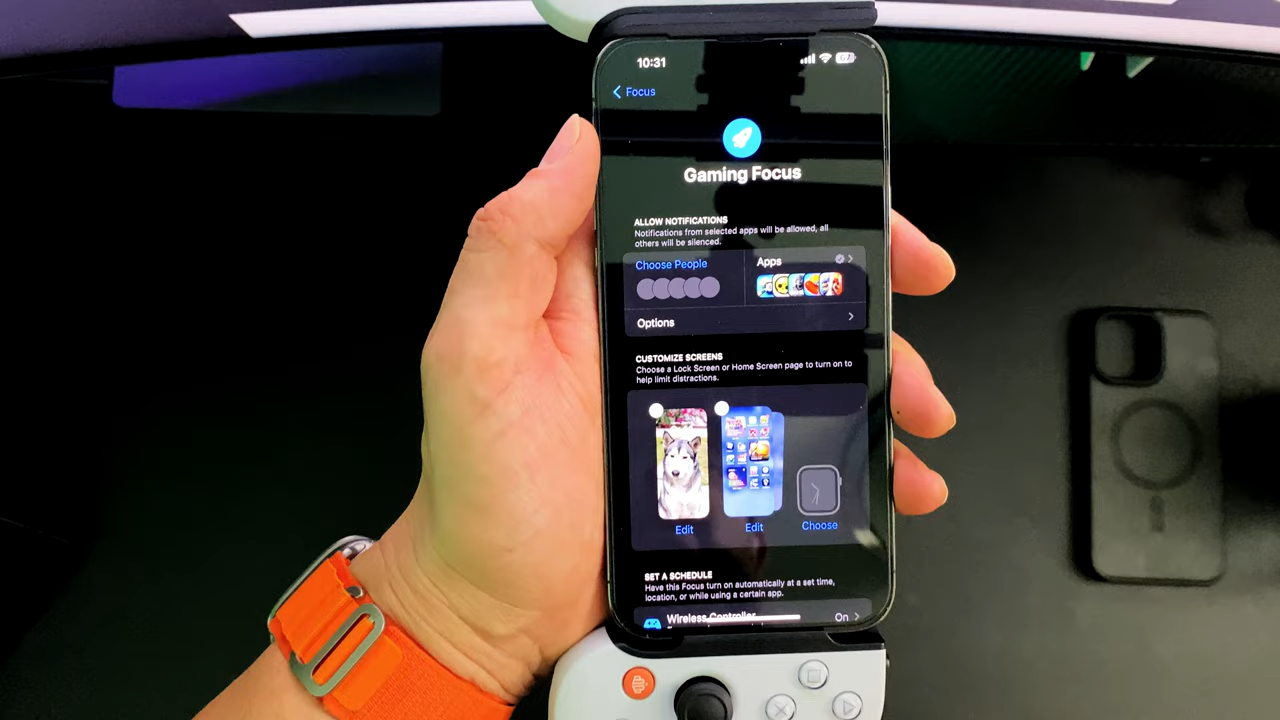 10:31
67
Focus
Gaming Focus
ALLOW NOTIFICATIONS
Notifications from selected apps will be allowed, all
others will be silenced.
Choose People
Apps
Options
CUSTOMIZE SCREENS
Choose a Lock Screen or Home Screen page to turn on to
help limit distractions.
Edit
Edit
Choose
SET A SCHEDULE
Have this Focus turn on automatically at a set time,
location, or while using a certain app.
Wireless Controller
On